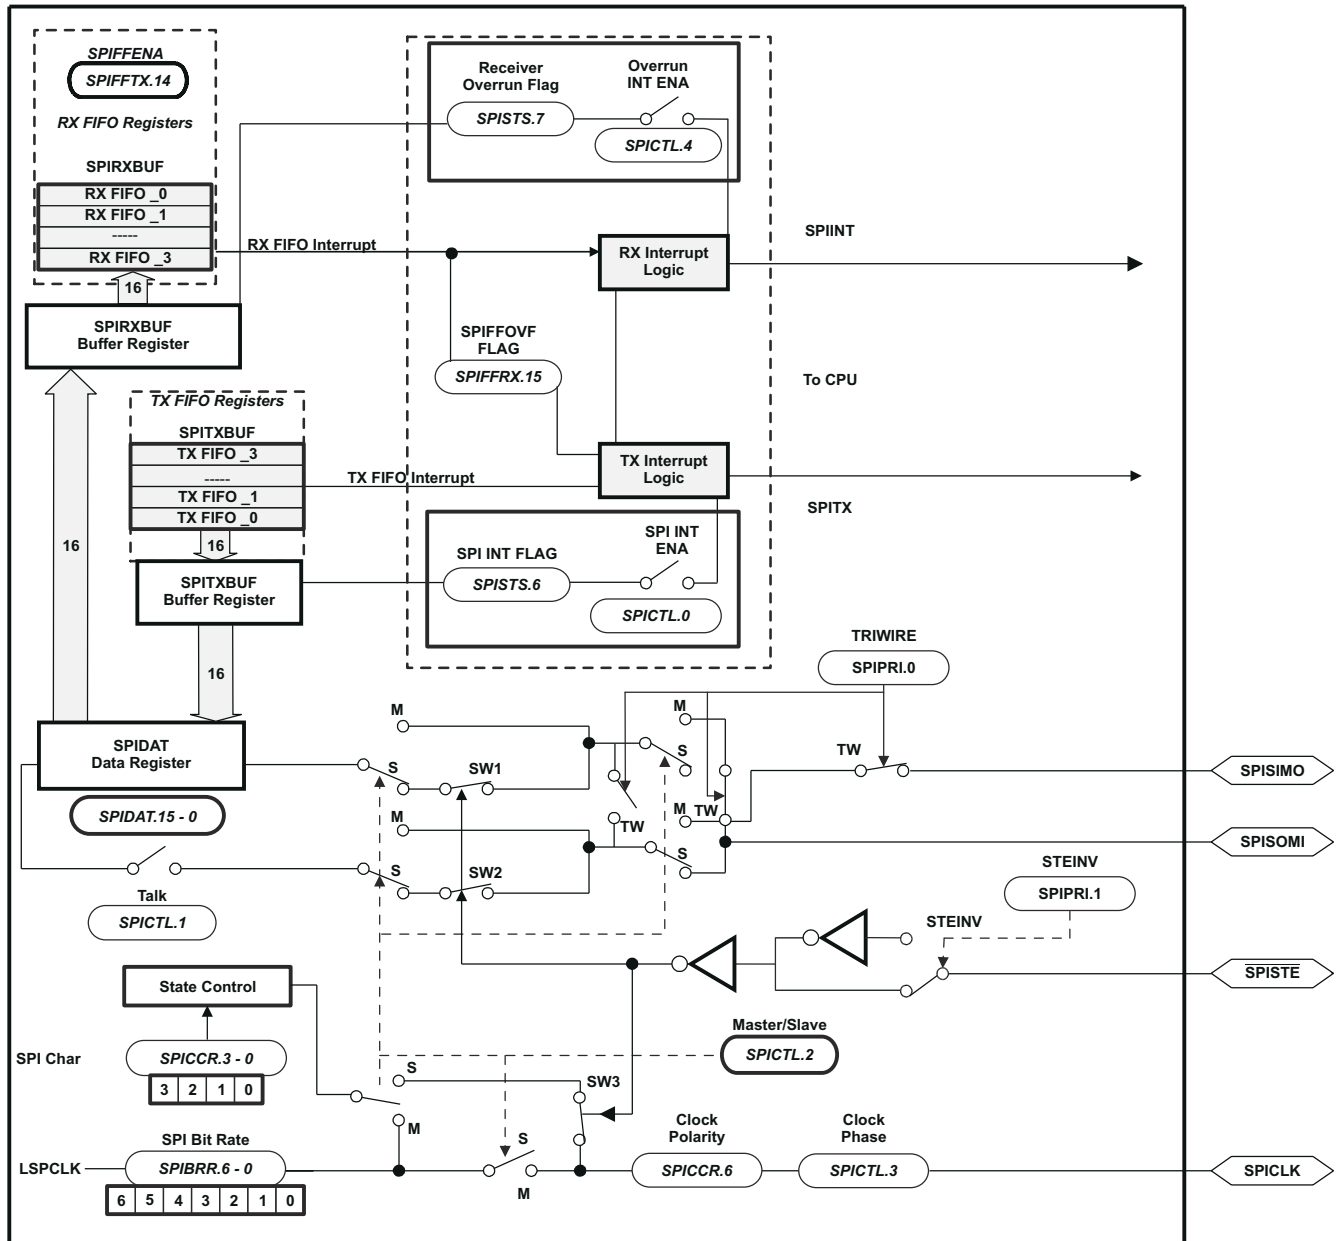 SPIFFENA
SPIFFTX.14
RX FIFO Registers
SPIRXBUF
RX FIFO _0
RX FIFO _1
-----
RX FIFO _3
16
SPIRXBUF
Buffer Register
RX FIFO Interrupt
Receiver
Overrun Flag
SPISTS.7
Overrun
INT ENA
SPICTL.4
RX Interrupt
Logic
SPIINT
SPIFFOVF
FLAG
SPIFFRX.15
To CPU
TX FIFO Registers
SPITXBUF
TX FIFO _3
-----
TX FIFO _1
TX FIFO _0
16
16
SPITXBUF
Buffer Register
16
TX FIFO Interrupt
TX Interrupt
Logic
SPITX
SPI INT FLAG
SPISTS.6
SPI INT
ENA
SPICTL.0
TRIWIRE
SPIPRI.0
SPIDAT
Data Register
SPIDAT.15 - 0
M
S
SW1
M
S
SW2
M
S
TW
M
TW
S
TW
SPISIMO
SPISOMI
Talk
SPICTL.1
STEINV
SPIPRI.1
STEINV
SPISTE
State Control
Master/Slave
SPICTL.2
SPI Char
SPICCR.3 - 0
3 2 1 0
S
M
SW3
LSPCLK
SPI Bit Rate
SPIBRR.6 - 0
6 5 4 3 2 1 0
S
M
Clock
Polarity
SPICCR.6
Clock
Phase
SPICTL.3
SPICLK